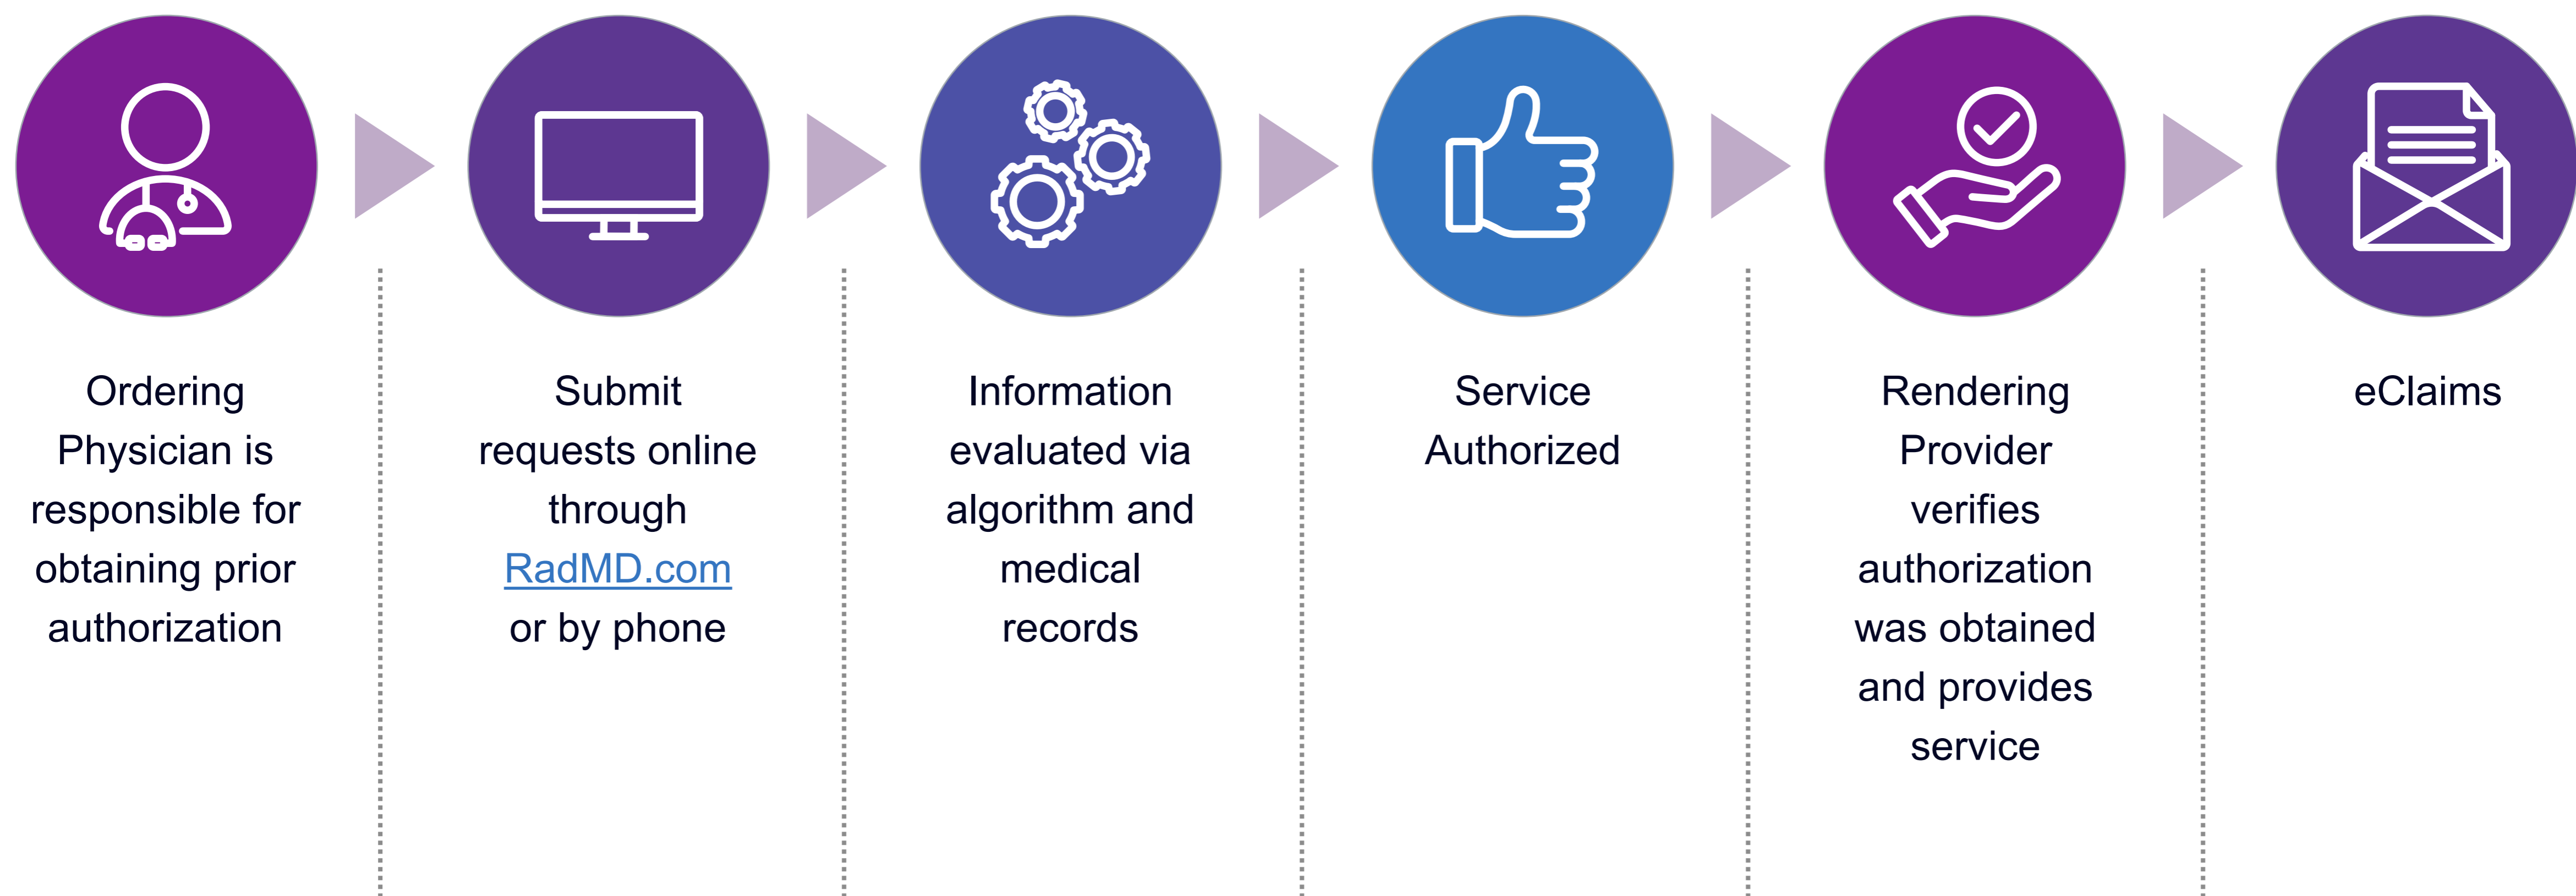 Ordering
Physician is
responsible for
obtaining prior
authorization
Submit
requests online
through
RadMD.com
or by phone
Information
evaluated via
algorithm and
medical
records
Service
Authorized
Rendering
Provider
verifies
authorization
was obtained
and provides
service
eClaims